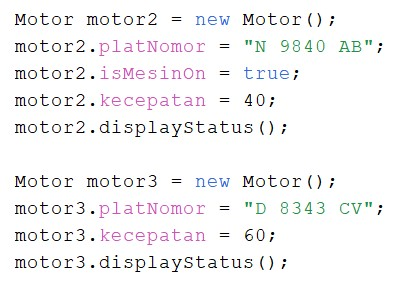 Motor motor2 = new Motor();
motor2.platNomor = "N 9840 AB";
motor2.isMesinOn = true;
motor2.kecepatan = 40;
motor2.displayStatus();
Motor motor3 = new Motor();
motor3.platNomor = "D 8343 CV";
motor3.kecepatan = 60;
motor3.displayStatus();